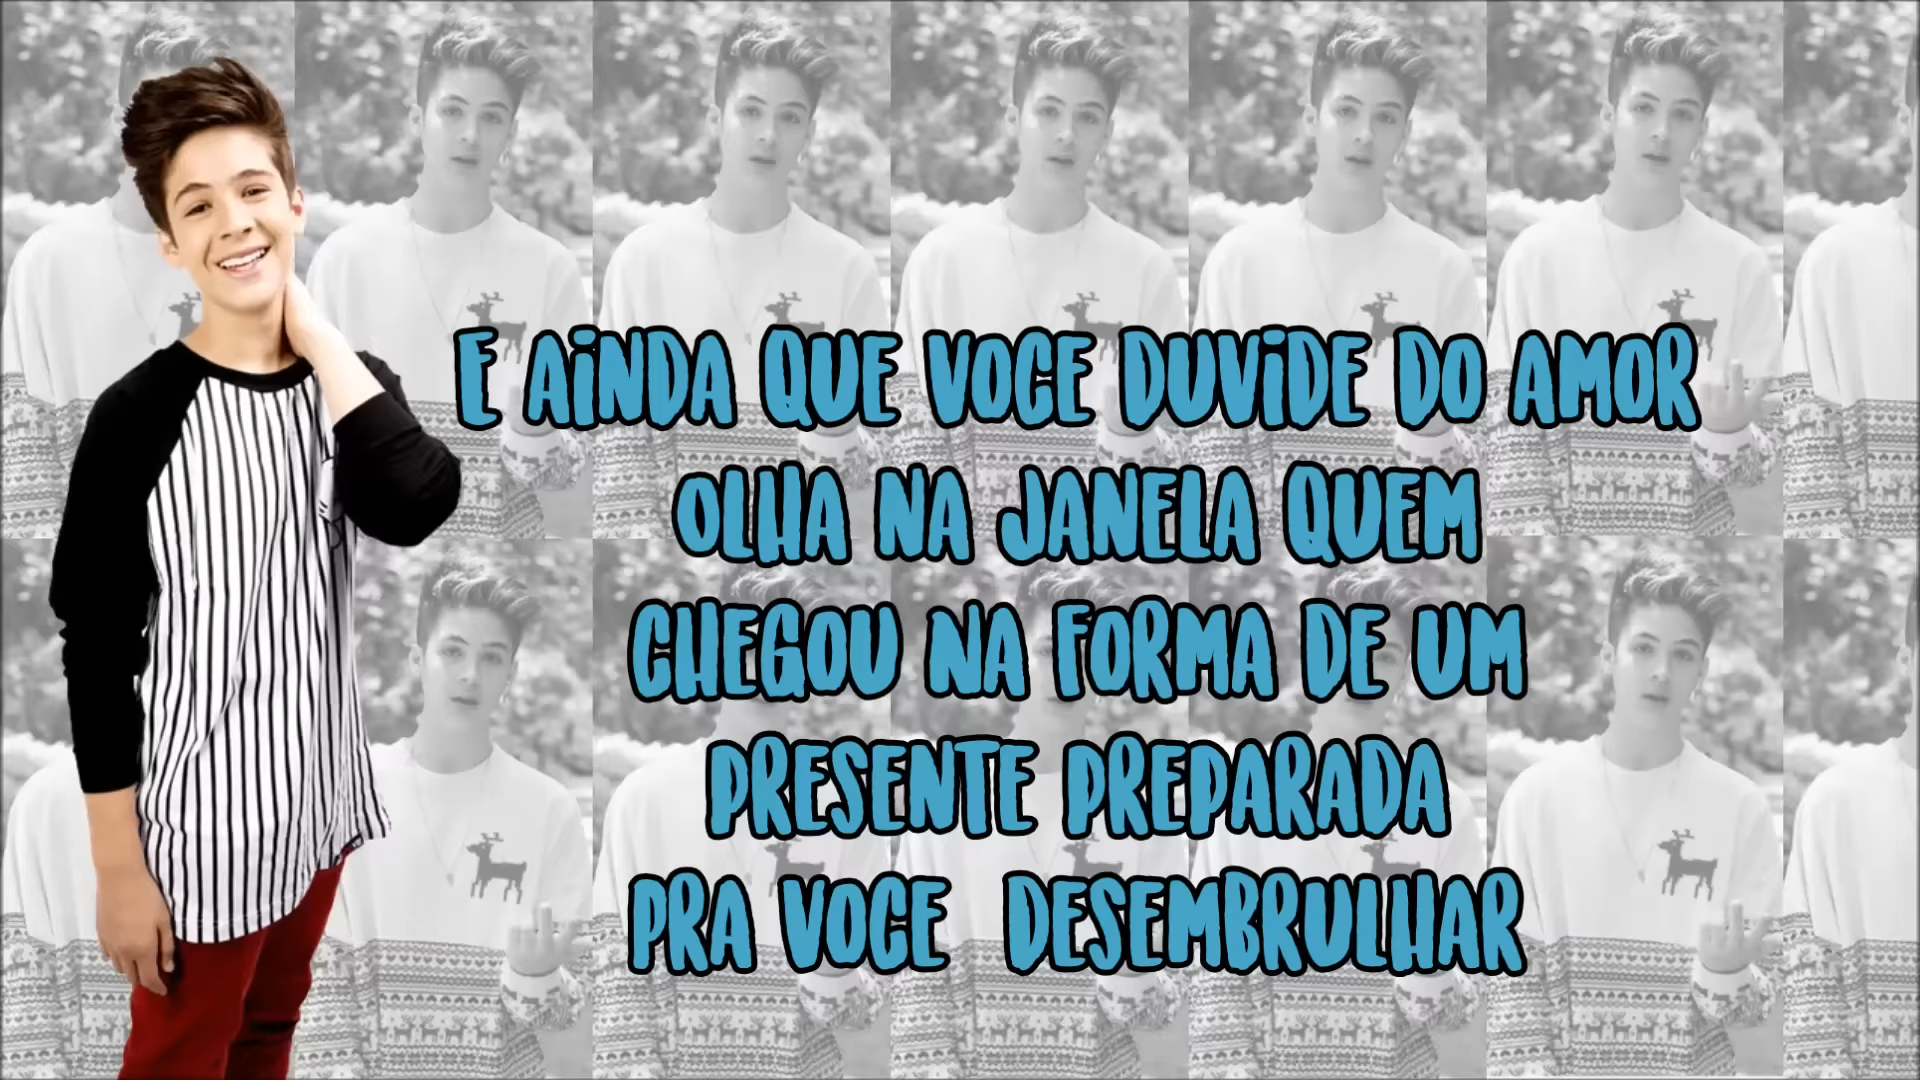 E AINDA QUE VOCE DUVIDE DO AMOR
OLHA NA JANELA QUEM
CHEGOU NA FORMA DE UM
PRESENTE PREPARADA
PRA VOCE DESEMBRULHAR